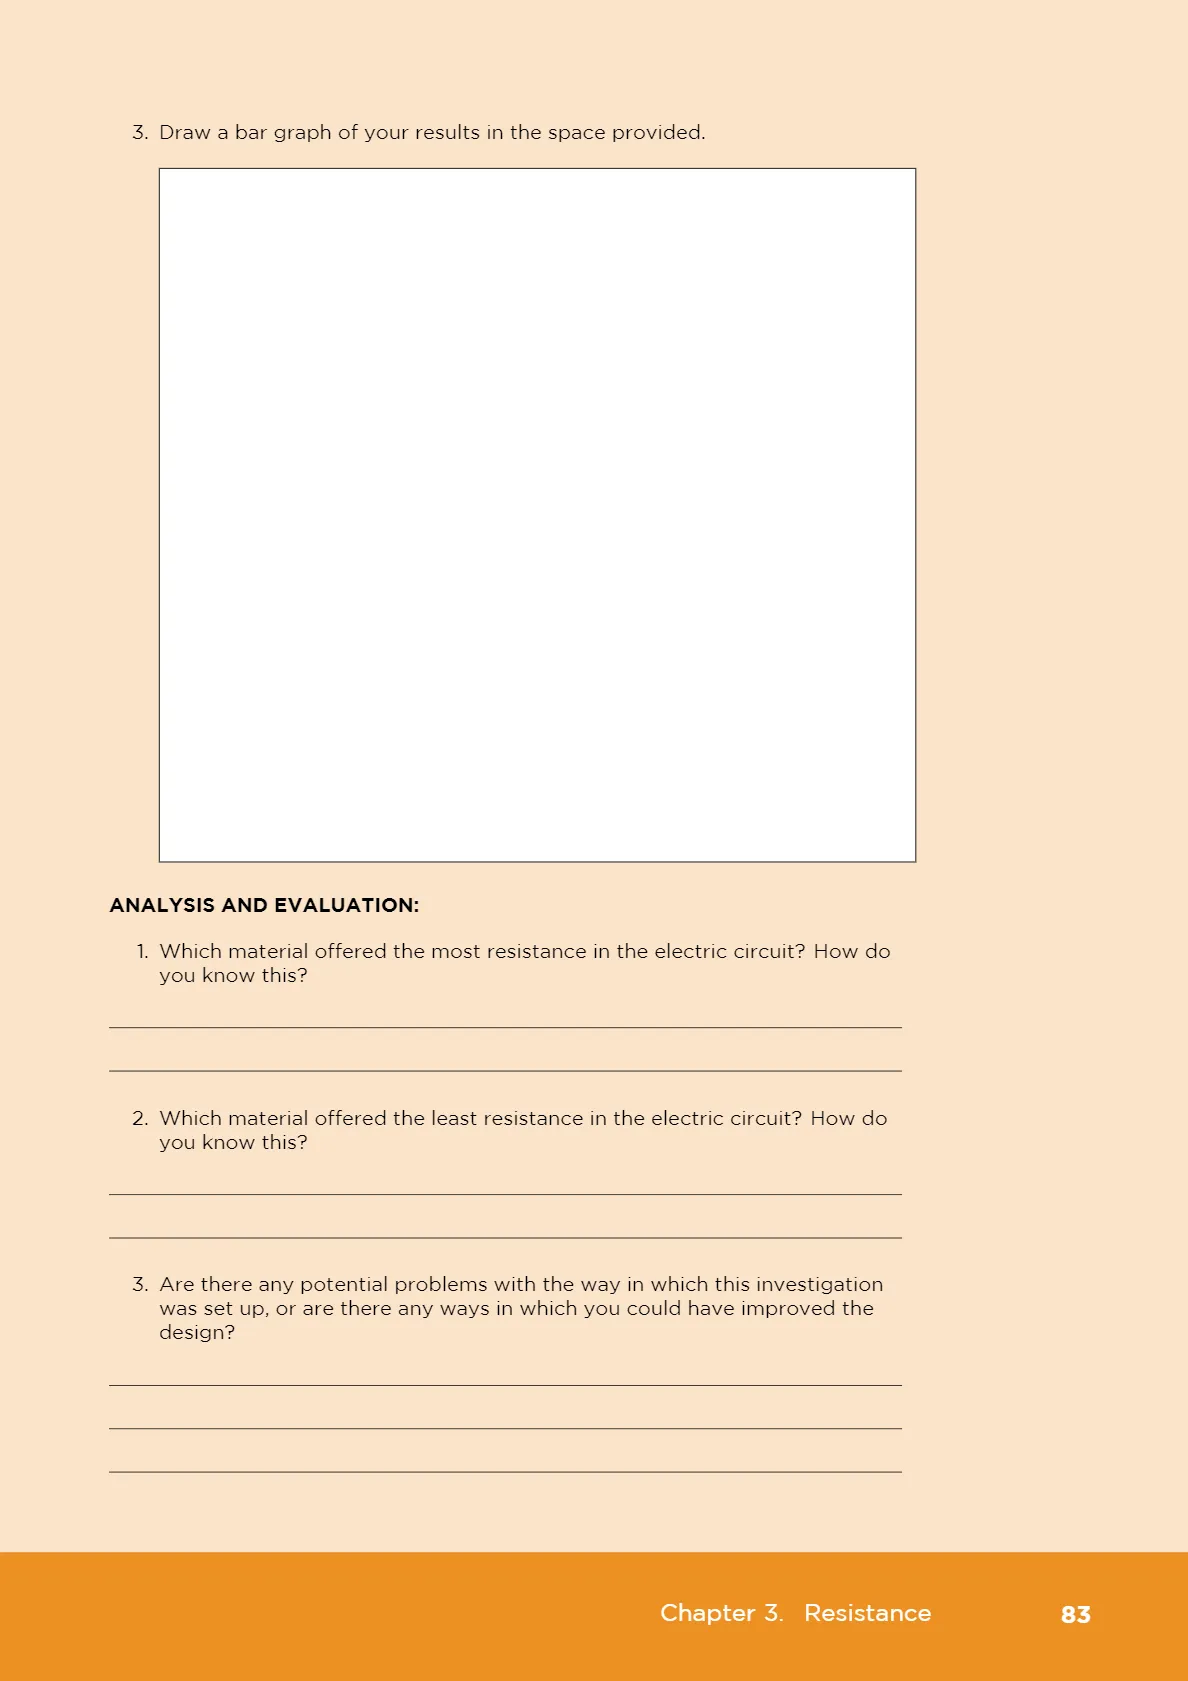 3. Draw a bar graph of your results in the space provided.
ANALYSIS AND EVALUATION:
1. Which material offered the most resistance in the electric circuit? How do
you know this?
2. Which material offered the least resistance in the electric circuit? How do
you know this?
3. Are there any potential problems with the way in which this investigation
was set up, or are there any ways in which you could have improved the
design?
Chapter 3. Resistance 83